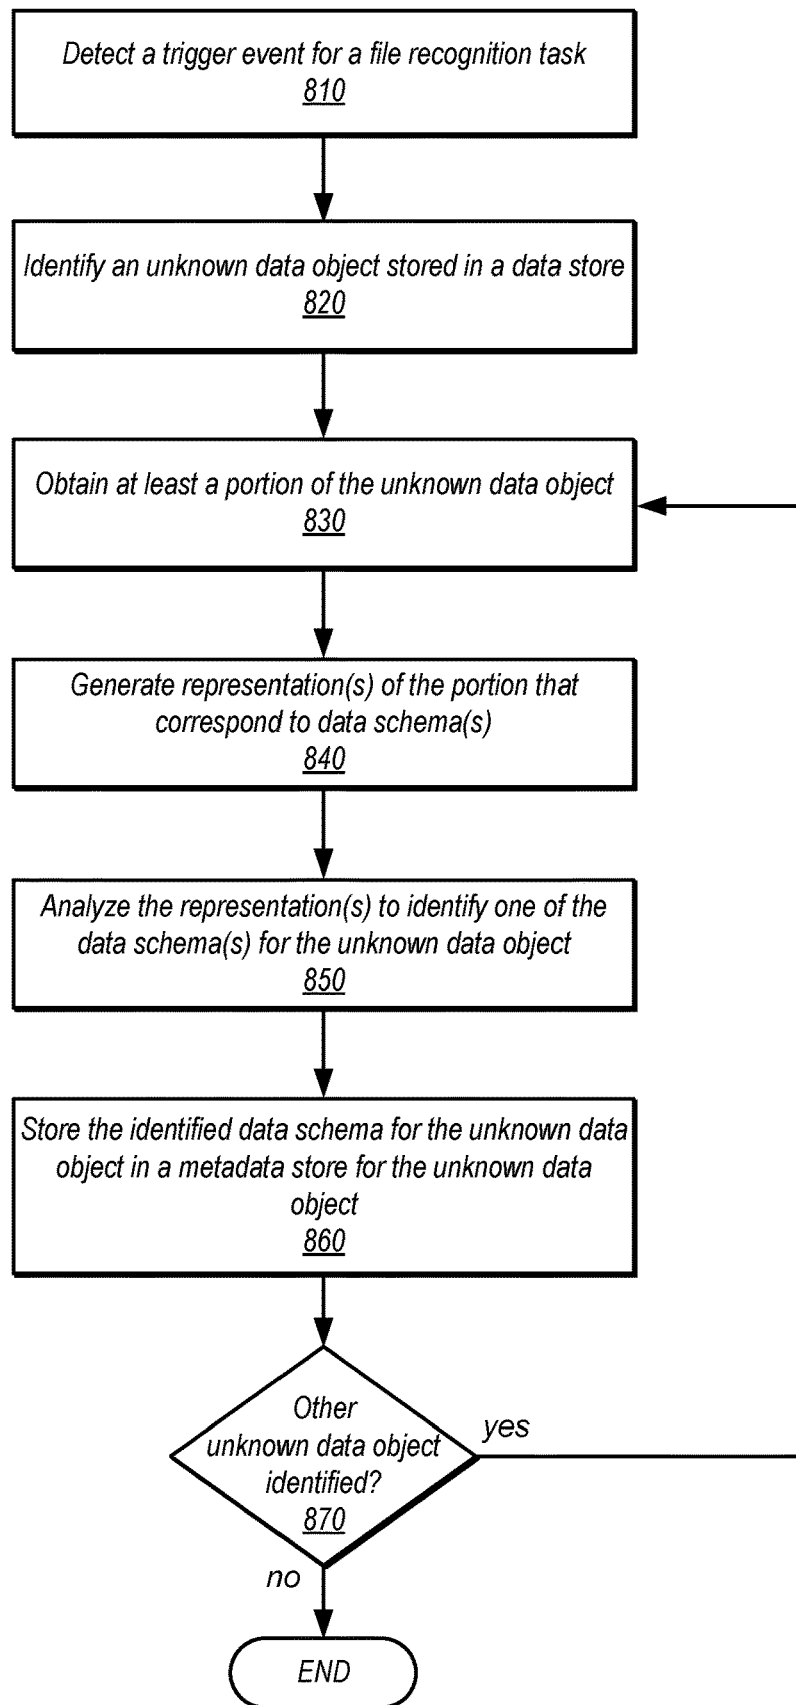 Detect a trigger event for a file recognition task
810
Identify an unknown data object stored in a data store
820
Obtain at least a portion of the unknown data object
830
Generate representation(s) of the portion that
correspond to data schema(s)
840
Analyze the representation(s) to identify one of the
data schema(s) for the unknown data object
850
Store the identified data schema for the unknown data
object in a metadata store for the unknown data
object
860
Other
unknown data object
identified?
870
yes
no
END